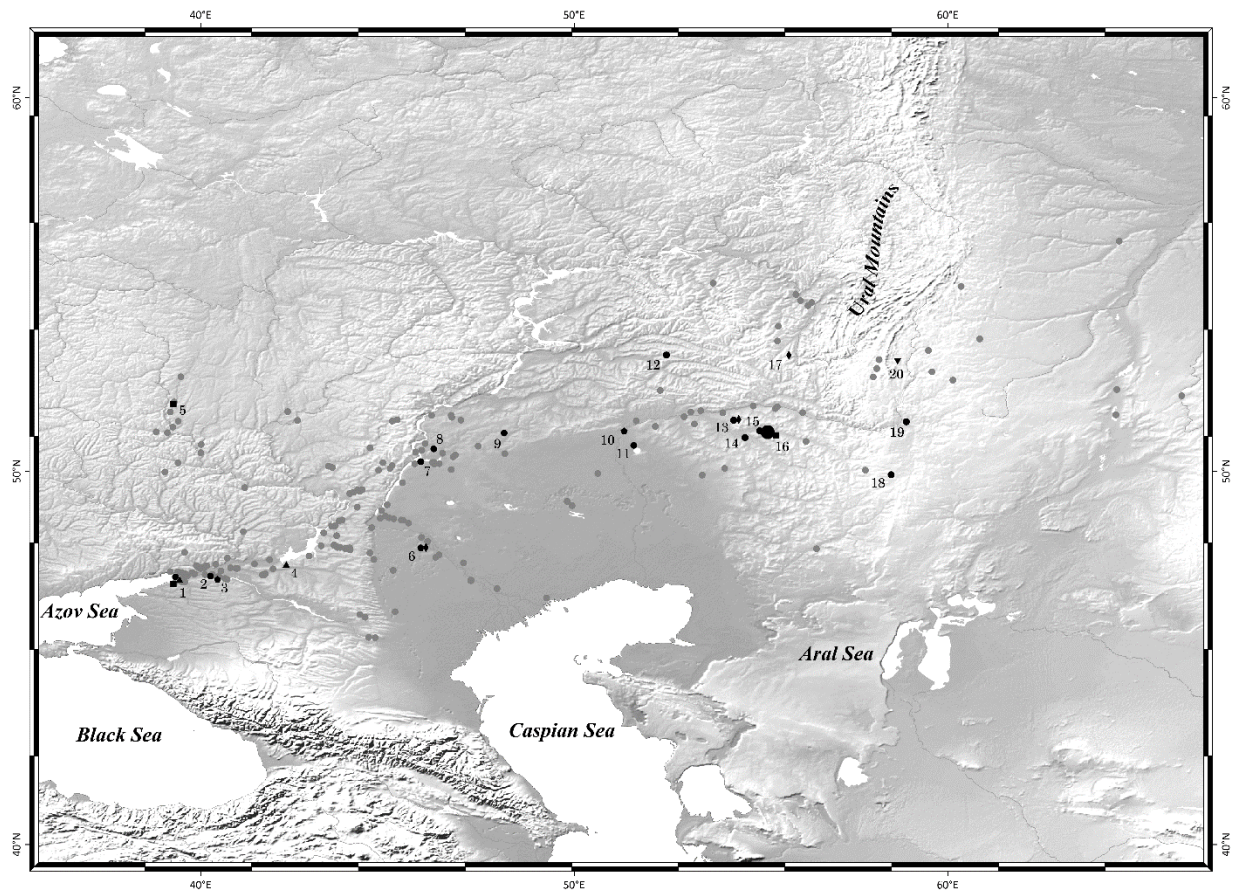 40°E 50°E 60°E
60°N 60°N
Ural Mountains
12 17 20
5
13 15
8 9 10 14 16 19
11
7 18
50°N 50°N
6
4
2 3
1
Azov Sea
Aral Sea
Black Sea Caspian Sea
40°N 40°N
40°E 50°E 60°E